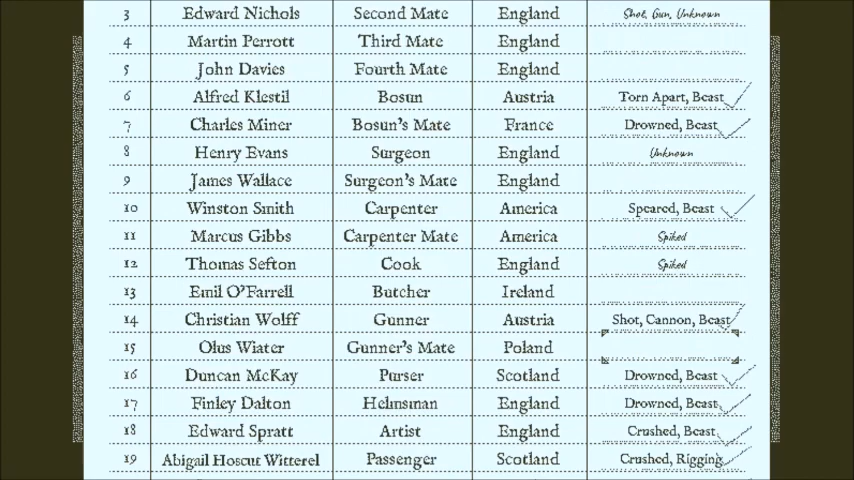 3 Edward Nichols Second Mate England Shot, Gun, Unknown
4 Martin Perrott Third Mate England
5 John Davies Fourth Mate England
6 Alfred Klestil Bosun Austria Torn Apart, Beast
7 Charles Miner Bosun's Mate France Drowned, Beast
8 Henry Evans Surgeon England Unknown
9 James Wallace Surgeon's Mate England
10 Winston Smith Carpenter America Speared, Beast
11 Marcus Gibbs Carpenter Mate America Spiked
12 Thomas Sefton Cook England Spiked
13 Emil O'Farrell Butcher Ireland
14 Christian Wolff Gunner Austria Shot, Cannon, Beast
15 Olus Wiater Gunner's Mate Poland
16 Duncan McKay Purser Scotland Drowned, Beast
17 Finley Dalton Helmsman England Drowned, Beast
18 Edward Spratt Artist England Crushed, Beast
19 Abigail Hoscut Witterel Passenger Scotland Crushed, Rigging